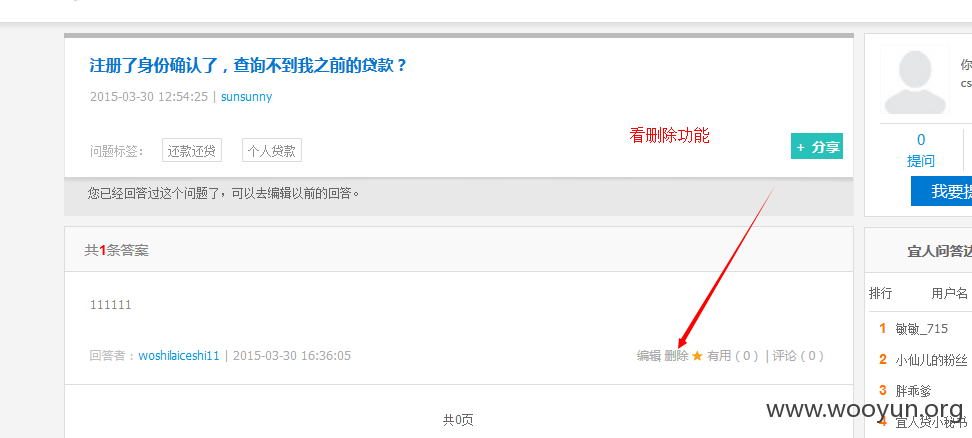 注册了身份确认了，查询不到我之前的贷款？
2015-03-30 12:54:25 | sunsunny
看删除功能
问题标签： 还款还贷 个人贷款
+ 分享
您已经回答过这个问题了，可以去编辑以前的回答。
共1条答案
111111
回答者：woshilaiceshi11 | 2015-03-30 16:36:05
编辑 删除 ★ 有用（0） | 评论（0）
共0页
你
cs
0
提问
我要提
宜人问答达
排行 用户名
1 敏敏_715
2 小仙儿的粉丝
3 胖乖爹
4 宜人贷小秘书
www.wooyun.org